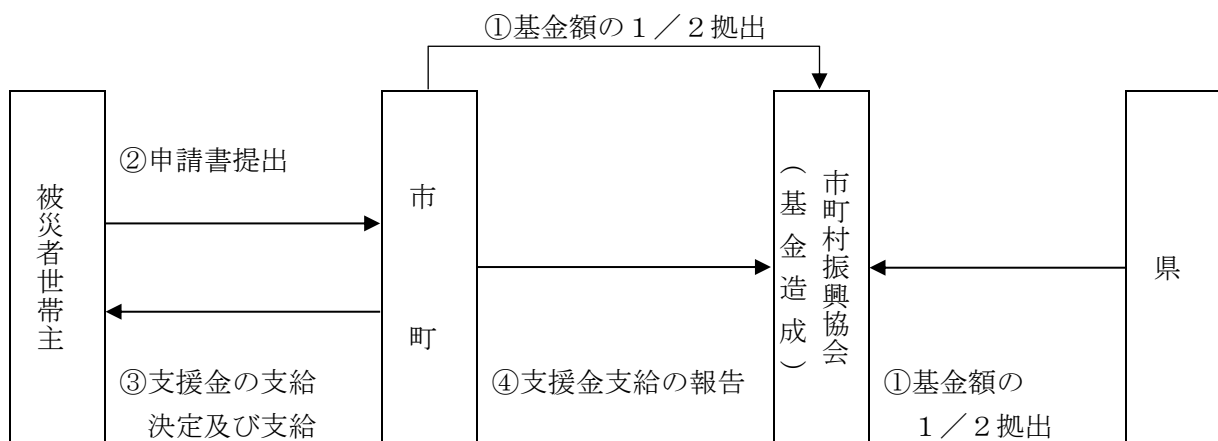 ①基金額の１／２拠出
②申請書提出
被災者世帯主
市町
市町村振興協会
（基金造成）
県
③支援金の支給
決定及び支給
④支援金支給の報告
①基金額の
１／２拠出